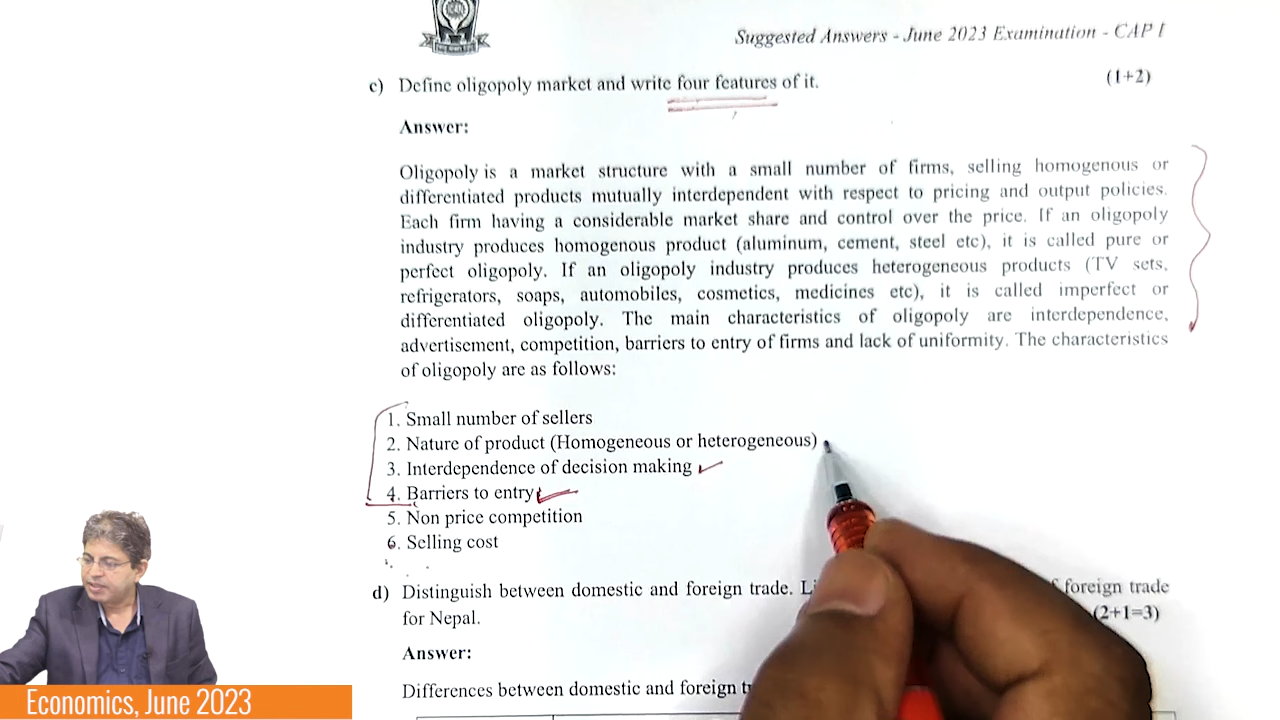 Suggested Answers - June 2023 Examination - CAP I
c) Define oligopoly market and write four features of it. (1+2)
Answer:
Oligopoly is a market structure with a small number of firms, selling homogenous or
differentiated products mutually interdependent with respect to pricing and output policies.
Each firm having a considerable market share and control over the price. If an oligopoly
industry produces homogenous product (aluminum, cement, steel etc), it is called pure or
perfect oligopoly. If an oligopoly industry produces heterogeneous products (TV sets,
refrigerators, soaps, automobiles, cosmetics, medicines etc), it is called imperfect or
differentiated oligopoly. The main characteristics of oligopoly are interdependence,
advertisement, competition, barriers to entry of firms and lack of uniformity. The characteristics
of oligopoly are as follows:
1. Small number of sellers
2. Nature of product (Homogeneous or heterogeneous)
3. Interdependence of decision making
4. Barriers to entry
5. Non price competition
6. Selling cost
d) Distinguish between domestic and foreign trade. foreign trade
for Nepal. (2+1=3)
Answer:
Differences between domestic and foreign
Economics, June 2023